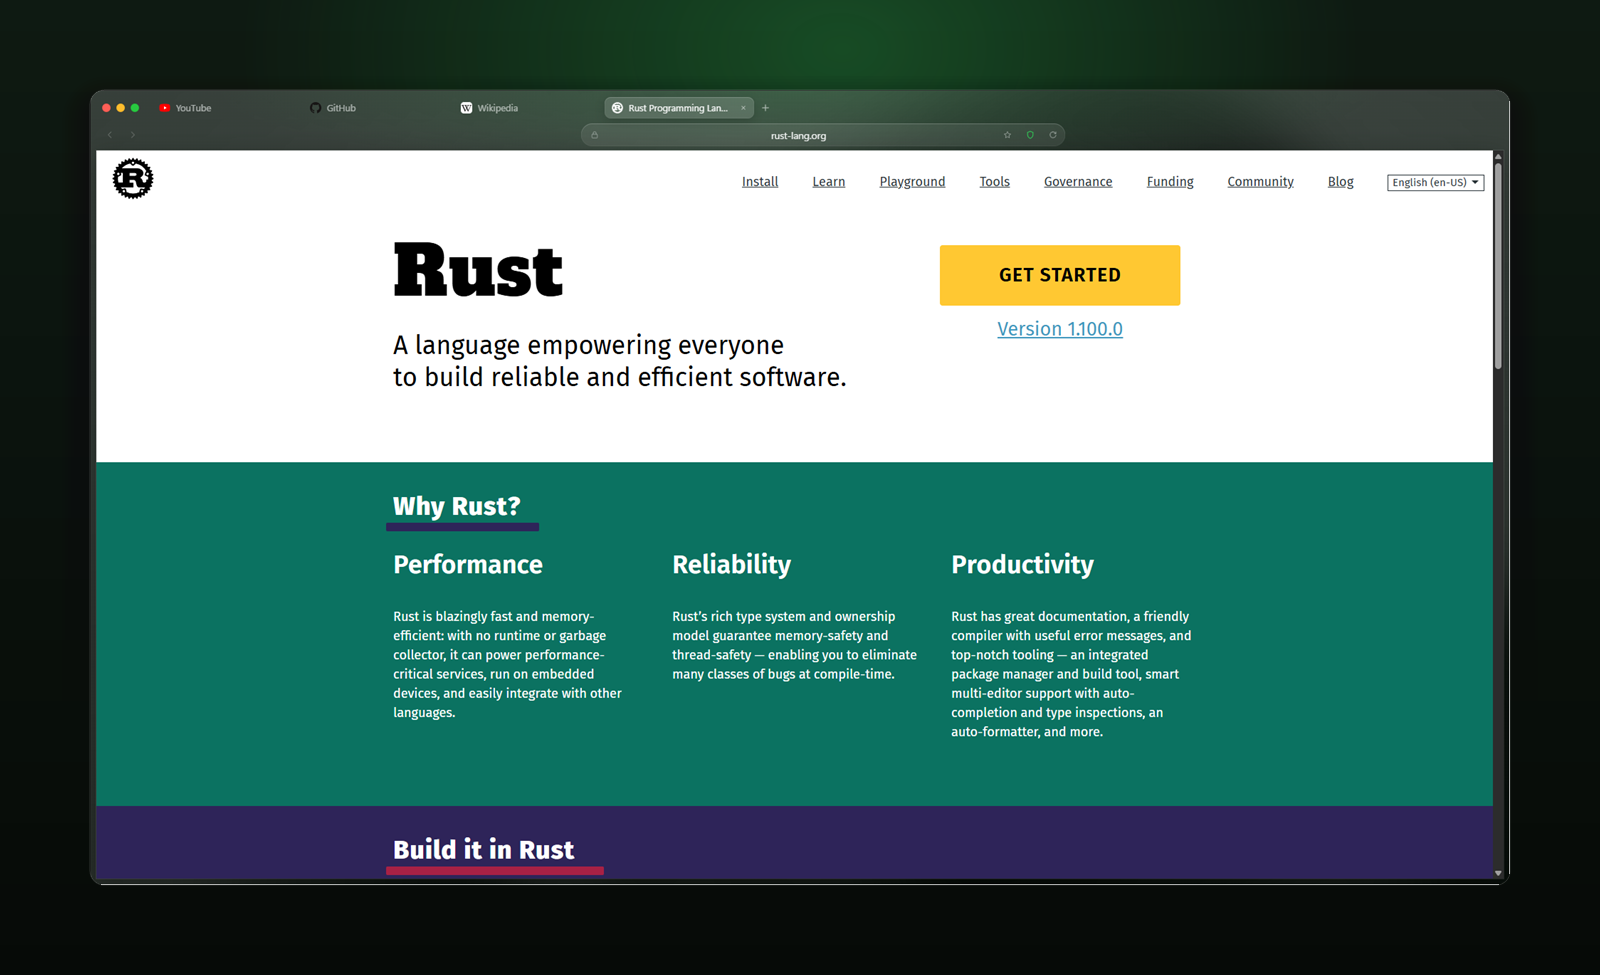 YouTube
GitHub
Wikipedia
Rust Programming Lan...
rust-lang.org
Install
Learn
Playground
Tools
Governance
Funding
Community
Blog
English (en-US)
Rust
GET STARTED
Version 1.100.0
A language empowering everyone
to build reliable and efficient software.
Why Rust?
Performance
Rust is blazingly fast and memory-
efficient: with no runtime or garbage
collector, it can power performance-
critical services, run on embedded
devices, and easily integrate with other
languages.
Reliability
Rust’s rich type system and ownership
model guarantee memory-safety and
thread-safety — enabling you to eliminate
many classes of bugs at compile-time.
Productivity
Rust has great documentation, a friendly
compiler with useful error messages, and
top-notch tooling — an integrated
package manager and build tool, smart
multi-editor support with auto-
completion and type inspections, an
auto-formatter, and more.
Build it in Rust